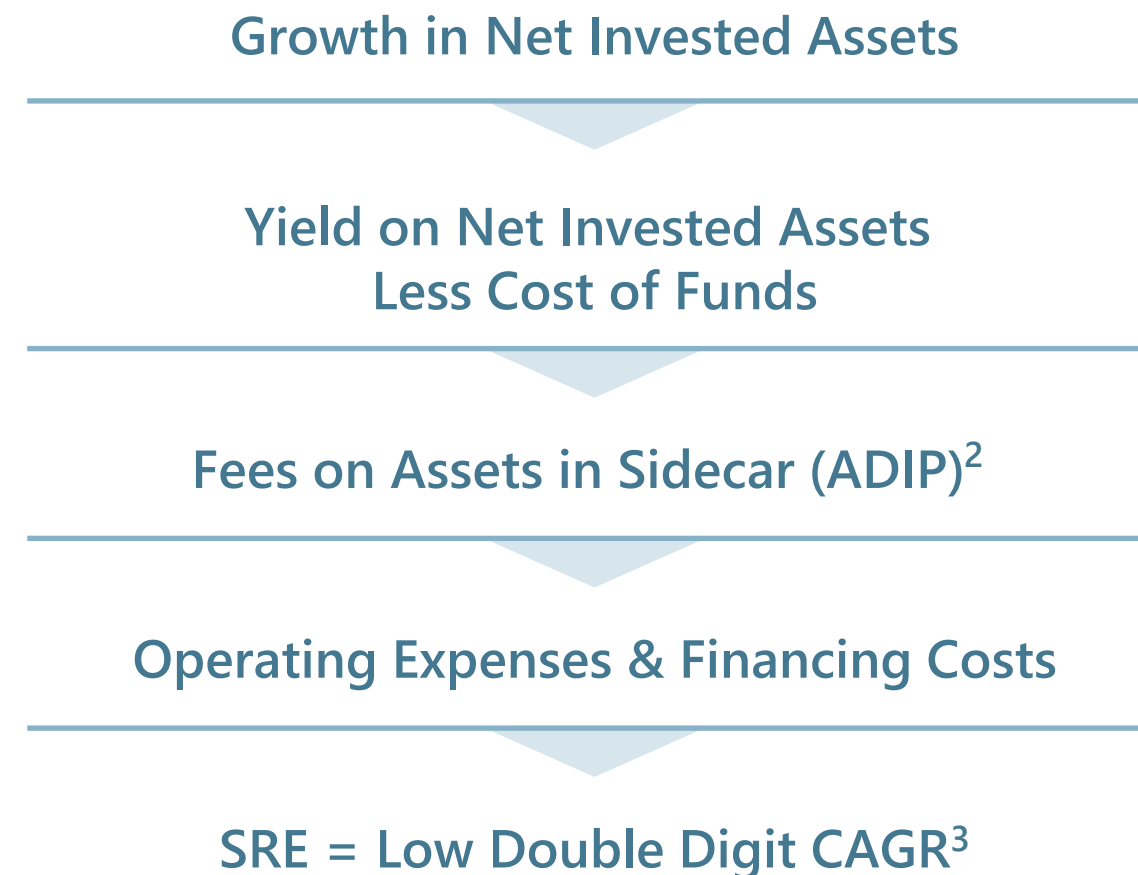 Growth in Net Invested Assets
Yield on Net Invested Assets
Less Cost of Funds
Fees on Assets in Sidecar (ADIP)²
Operating Expenses & Financing Costs
SRE = Low Double Digit CAGR³